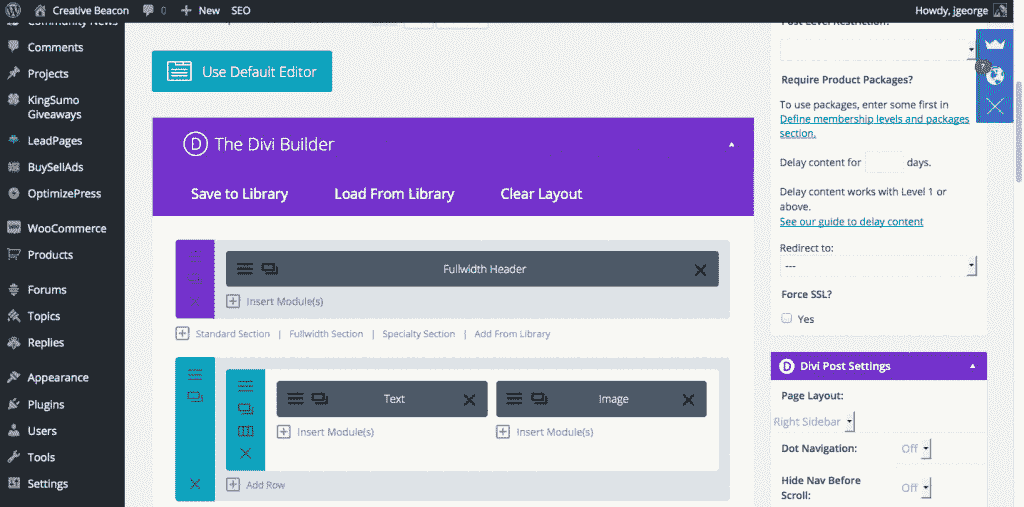 Creative Beacon 0 New SEO Howdy, jgeorge
Community News
Comments
Projects
KingSumo
Giveaways
LeadPages
BuySellAds
OptimizePress
WooCommerce
Products
Forums
Topics
Replies
Appearance
Plugins
Users
Tools
Settings
Use Default Editor
D The Divi Builder
Save to Library Load From Library Clear Layout
Fullwidth Header
Insert Module(s)
Standard Section | Fullwidth Section | Specialty Section | Add From Library
Text Image
Insert Module(s) Insert Module(s)
Add Row
Post Level Restriction:
?
Require Product Packages?
To use packages, enter some first in
Define membership levels and packages
section.
Delay content for days.
Delay content works with Level 1 or
above.
See our guide to delay content
Redirect to:
---
Force SSL?
Yes
D Divi Post Settings
Page Layout:
Right Sidebar
Dot Navigation: Off
Hide Nav Before
Scroll: Off